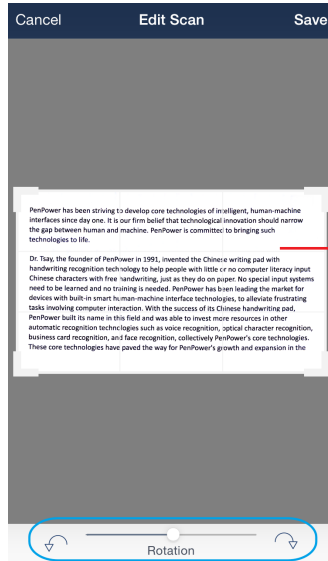 Cancel Edit Scan Save
PenPower has been striving to develop core technologies of intelligent, human-machine
interfaces since day one. It is our firm belief that technological innovation should narrow
the gap between human and machine. PenPower is committed to bringing such
technologies to life.
Dr. Tsay, the founder of PenPower in 1991, invented the Chinese writing pad with
handwriting recognition technology to help people with little or no computer literacy input
Chinese characters with free handwriting, just as they do on paper. No special input systems
need to be learned and no training is needed. PenPower has been leading the market for
devices with built-in smart human-machine interface technologies, to alleviate frustrating
tasks involving computer interaction. With the success of its Chinese handwriting pad,
PenPower built its name in this field and was able to invest more resources in other
automatic recognition technologies such as voice recognition, optical character recognition,
business card recognition, and face recognition, collectively PenPower's core technologies.
These core technologies have paved the way for PenPower's growth and expansion in the
Rotation